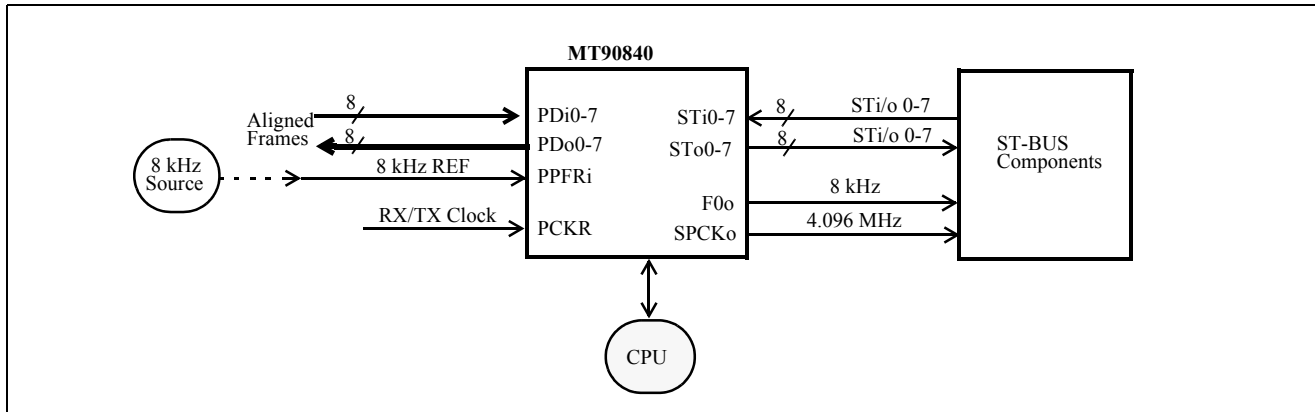 MT90840
8
PDi0-7
STi0-7
8
STi/o 0-7
Aligned
Frames
8
PDo0-7
STo0-7
8
STi/o 0-7
ST-BUS
Components
8 kHz
Source
8 kHz REF
PPFRi
F0o
8 kHz
RX/TX Clock
PCKR
SPCKo
4.096 MHz
CPU